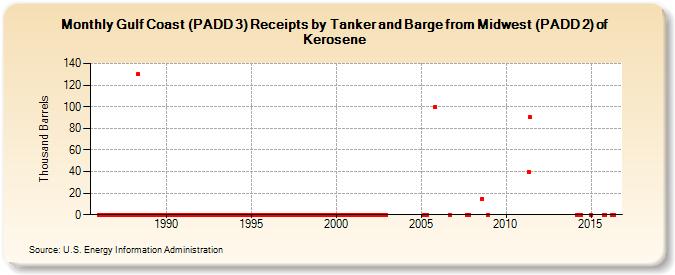 Monthly Gulf Coast (PADD 3) Receipts by Tanker and Barge from Midwest (PADD 2) of
Kerosene
Thousand Barrels
140
120
100
80
60
40
20
0
1990 1995 2000 2005 2010 2015
Source: U.S. Energy Information Administration